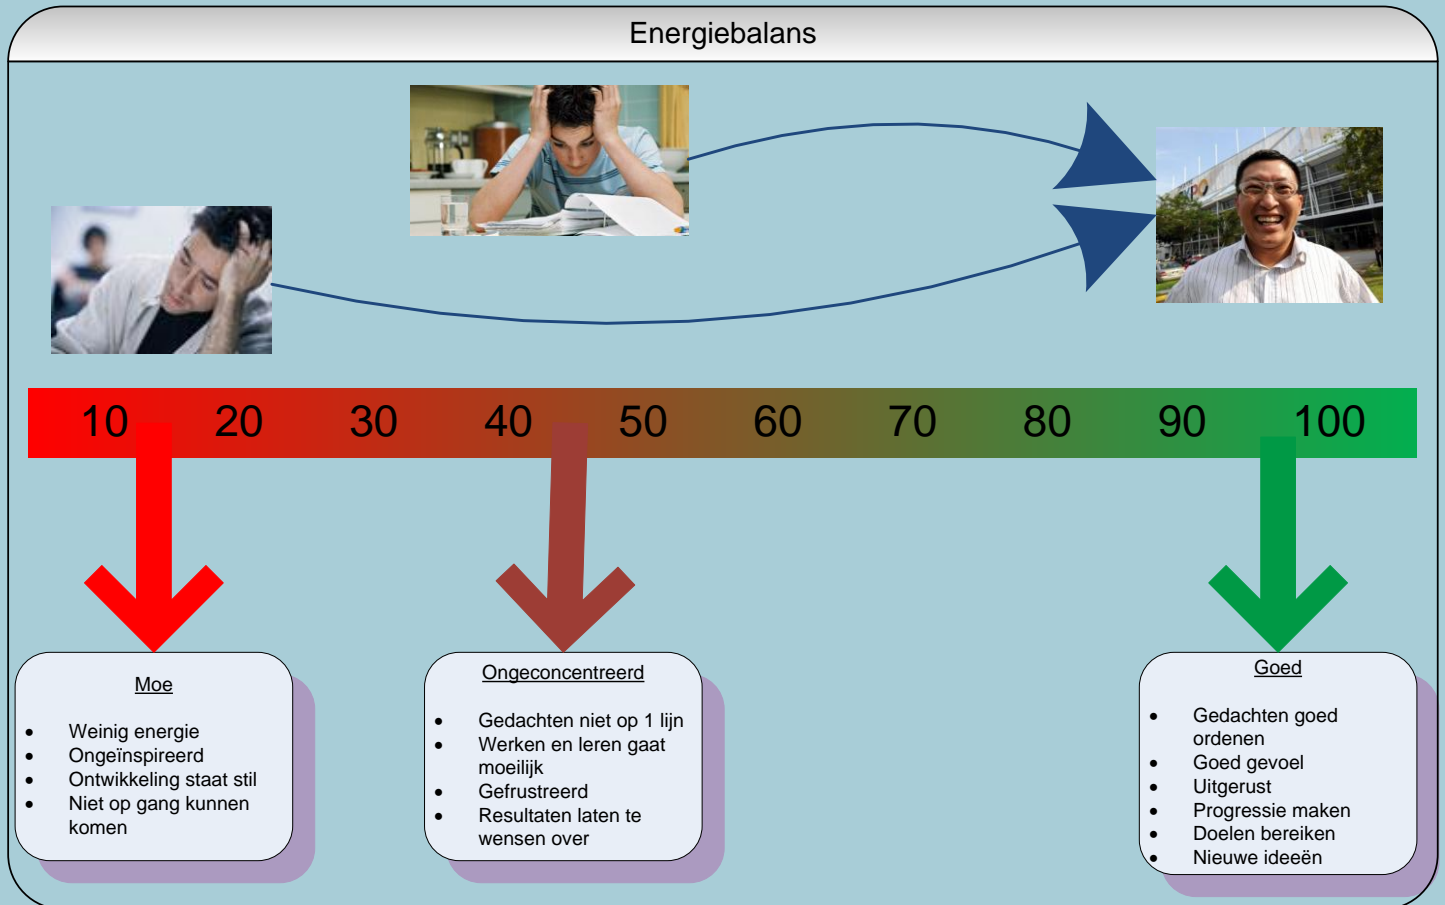 Energiebalans
10 20 30 40 50 60 70 80 90 100
Moe
• Weinig energie
• Ongeïnspireerd
• Ontwikkeling staat stil
• Niet op gang kunnen
komen
Ongeconcentreerd
• Gedachten niet op 1 lijn
• Werken en leren gaat
moeilijk
• Gefrustreerd
• Resultaten laten te
wensen over
Goed
• Gedachten goed
ordenen
• Goed gevoel
• Uitgerust
• Progressie maken
• Doelen bereiken
• Nieuwe ideeën